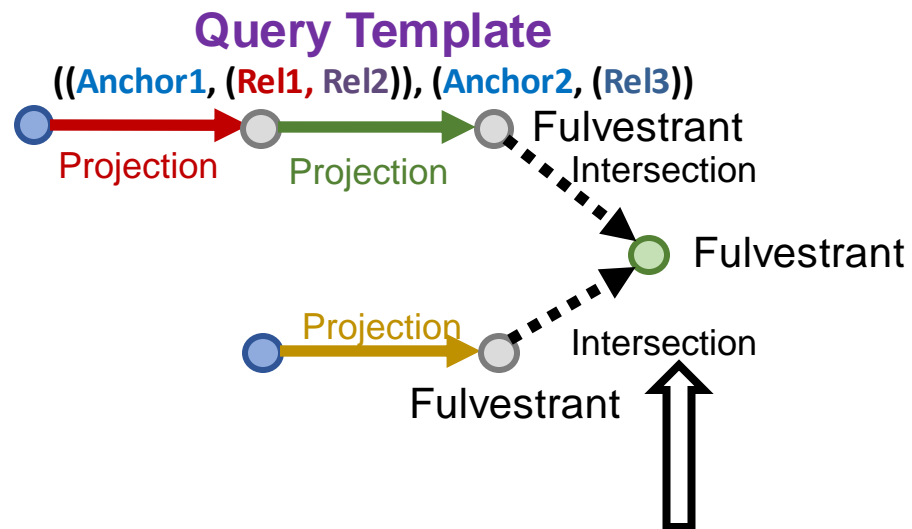 Query Template
((Anchor1, (Rel1, Rel2)), (Anchor2, (Rel3))
Fulvestrant
Projection
Projection
Intersection
Fulvestrant
Projection
Intersection
Fulvestrant